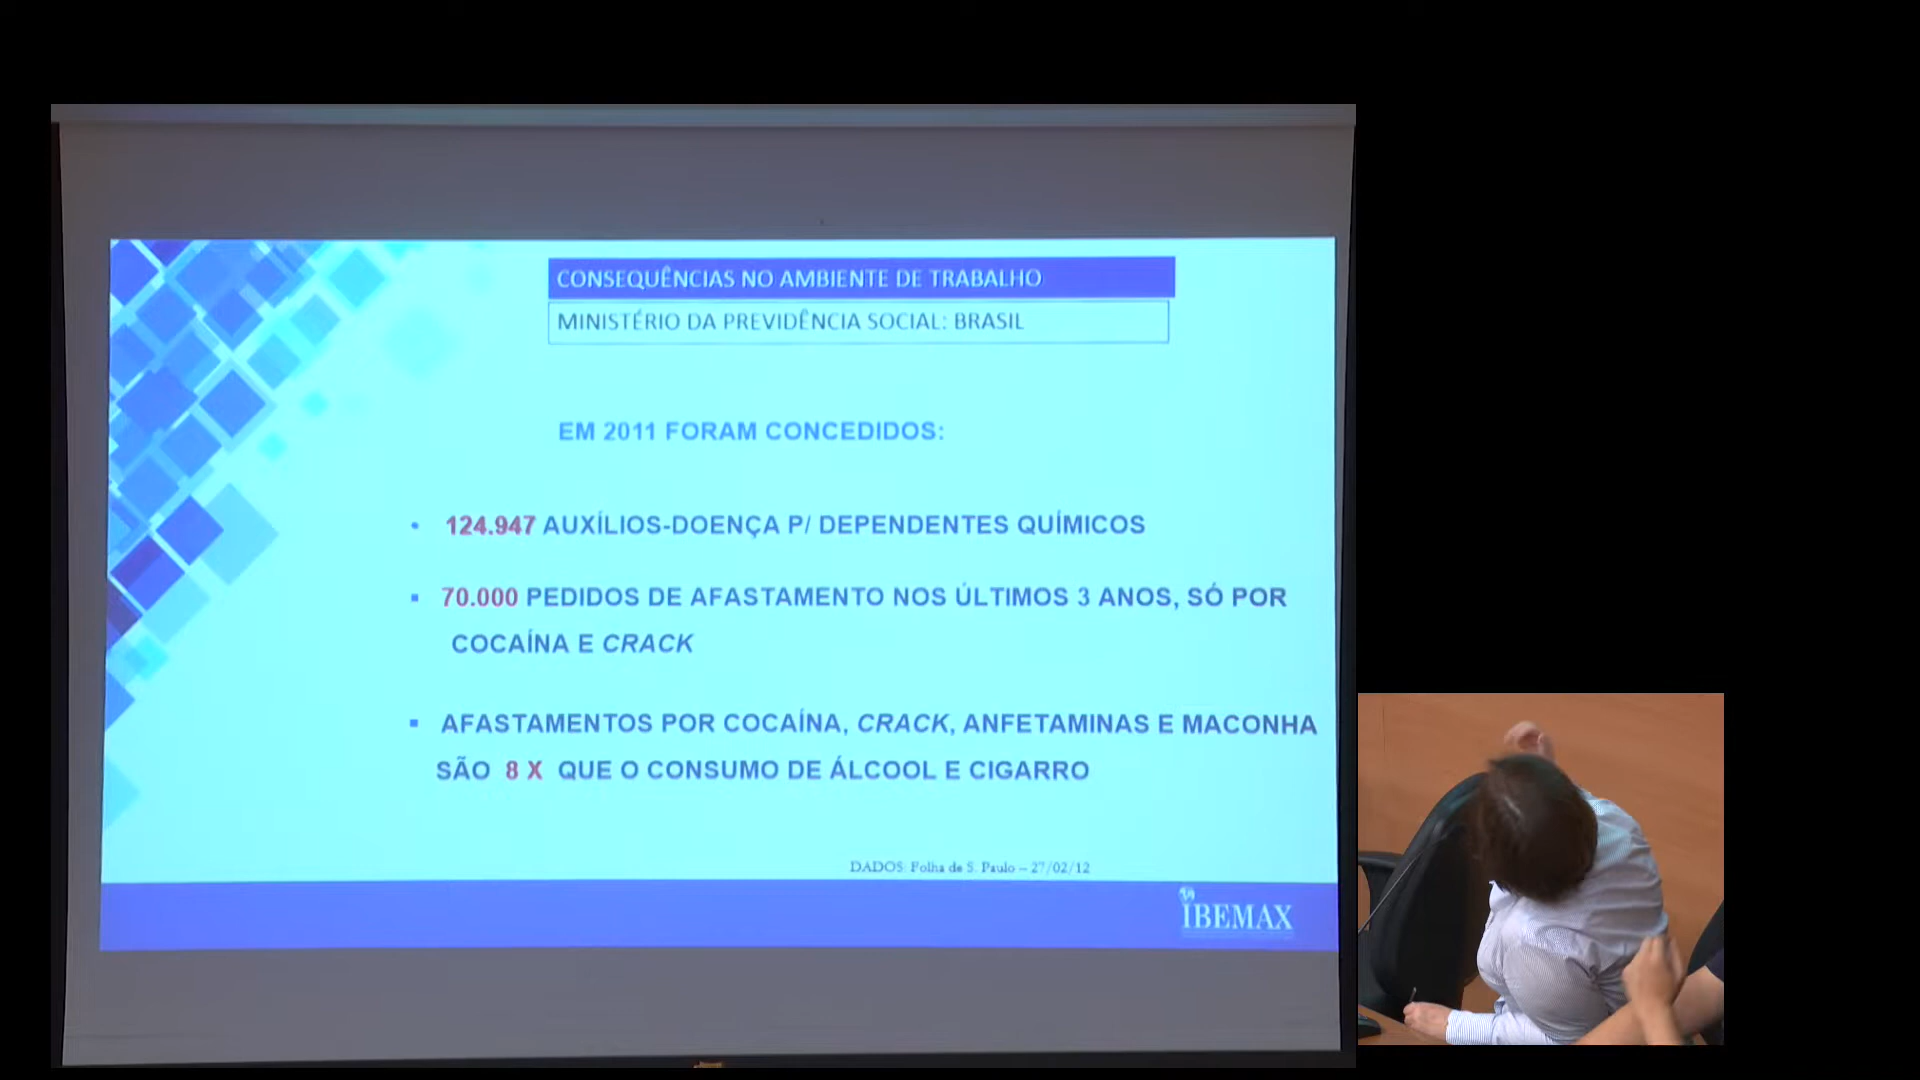 CONSEQUÊNCIAS NO AMBIENTE DE TRABALHO
MINISTÉRIO DA PREVIDÊNCIA SOCIAL: BRASIL
EM 2011 FORAM CONCEDIDOS:
• 124.947 AUXÍLIOS-DOENÇA P/ DEPENDENTES QUÍMICOS
▪ 70.000 PEDIDOS DE AFASTAMENTO NOS ÚLTIMOS 3 ANOS, SÓ POR
COCAÍNA E CRACK
▪ AFASTAMENTOS POR COCAÍNA, CRACK, ANFETAMINAS E MACONHA
SÃO 8 X QUE O CONSUMO DE ÁLCOOL E CIGARRO
DADOS: Folha de S. Paulo – 27/02/12
IBEMAX